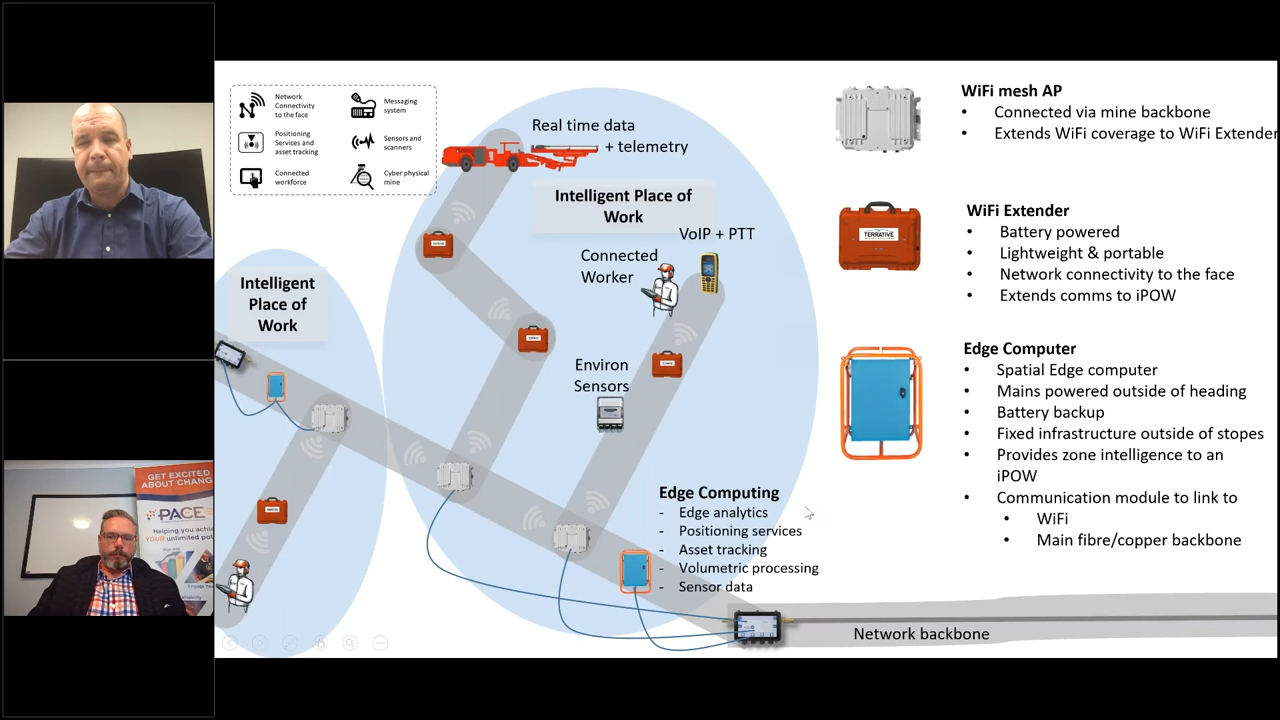 Network
Connectivity
to the face
Messaging
system
Positioning
Services and
asset tracking
Sensors and
scanners
Connected
workforce
Cyber physical
mine
Real time data
+ telemetry
Intelligent Place of
Work
VoIP + PTT
Connected
Worker
Environ
Sensors
Intelligent
Place of
Work
Edge Computing
- Edge analytics
- Positioning services
- Asset tracking
- Volumetric processing
- Sensor data
Network backbone
WiFi mesh AP
• Connected via mine backbone
• Extends WiFi coverage to WiFi Extender
TERRATIVE
WiFi Extender
• Battery powered
• Lightweight & portable
• Network connectivity to the face
• Extends comms to iPOW
Edge Computer
• Spatial Edge computer
• Mains powered outside of heading
• Battery backup
• Fixed infrastructure outside of stopes
• Provides zone intelligence to an
iPOW
• Communication module to link to
• WiFi
• Main fibre/copper backbone
GET EXCITED
ABOUT CHANG
PACE
Helping you achie
YOUR unlimited pot